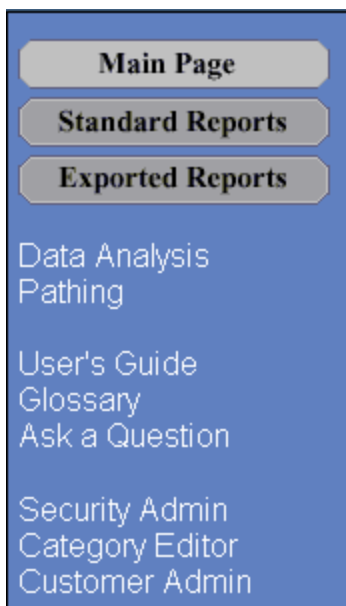 Main Page
Standard Reports
Exported Reports
Data Analysis
Pathing
User's Guide
Glossary
Ask a Question
Security Admin
Category Editor
Customer Admin